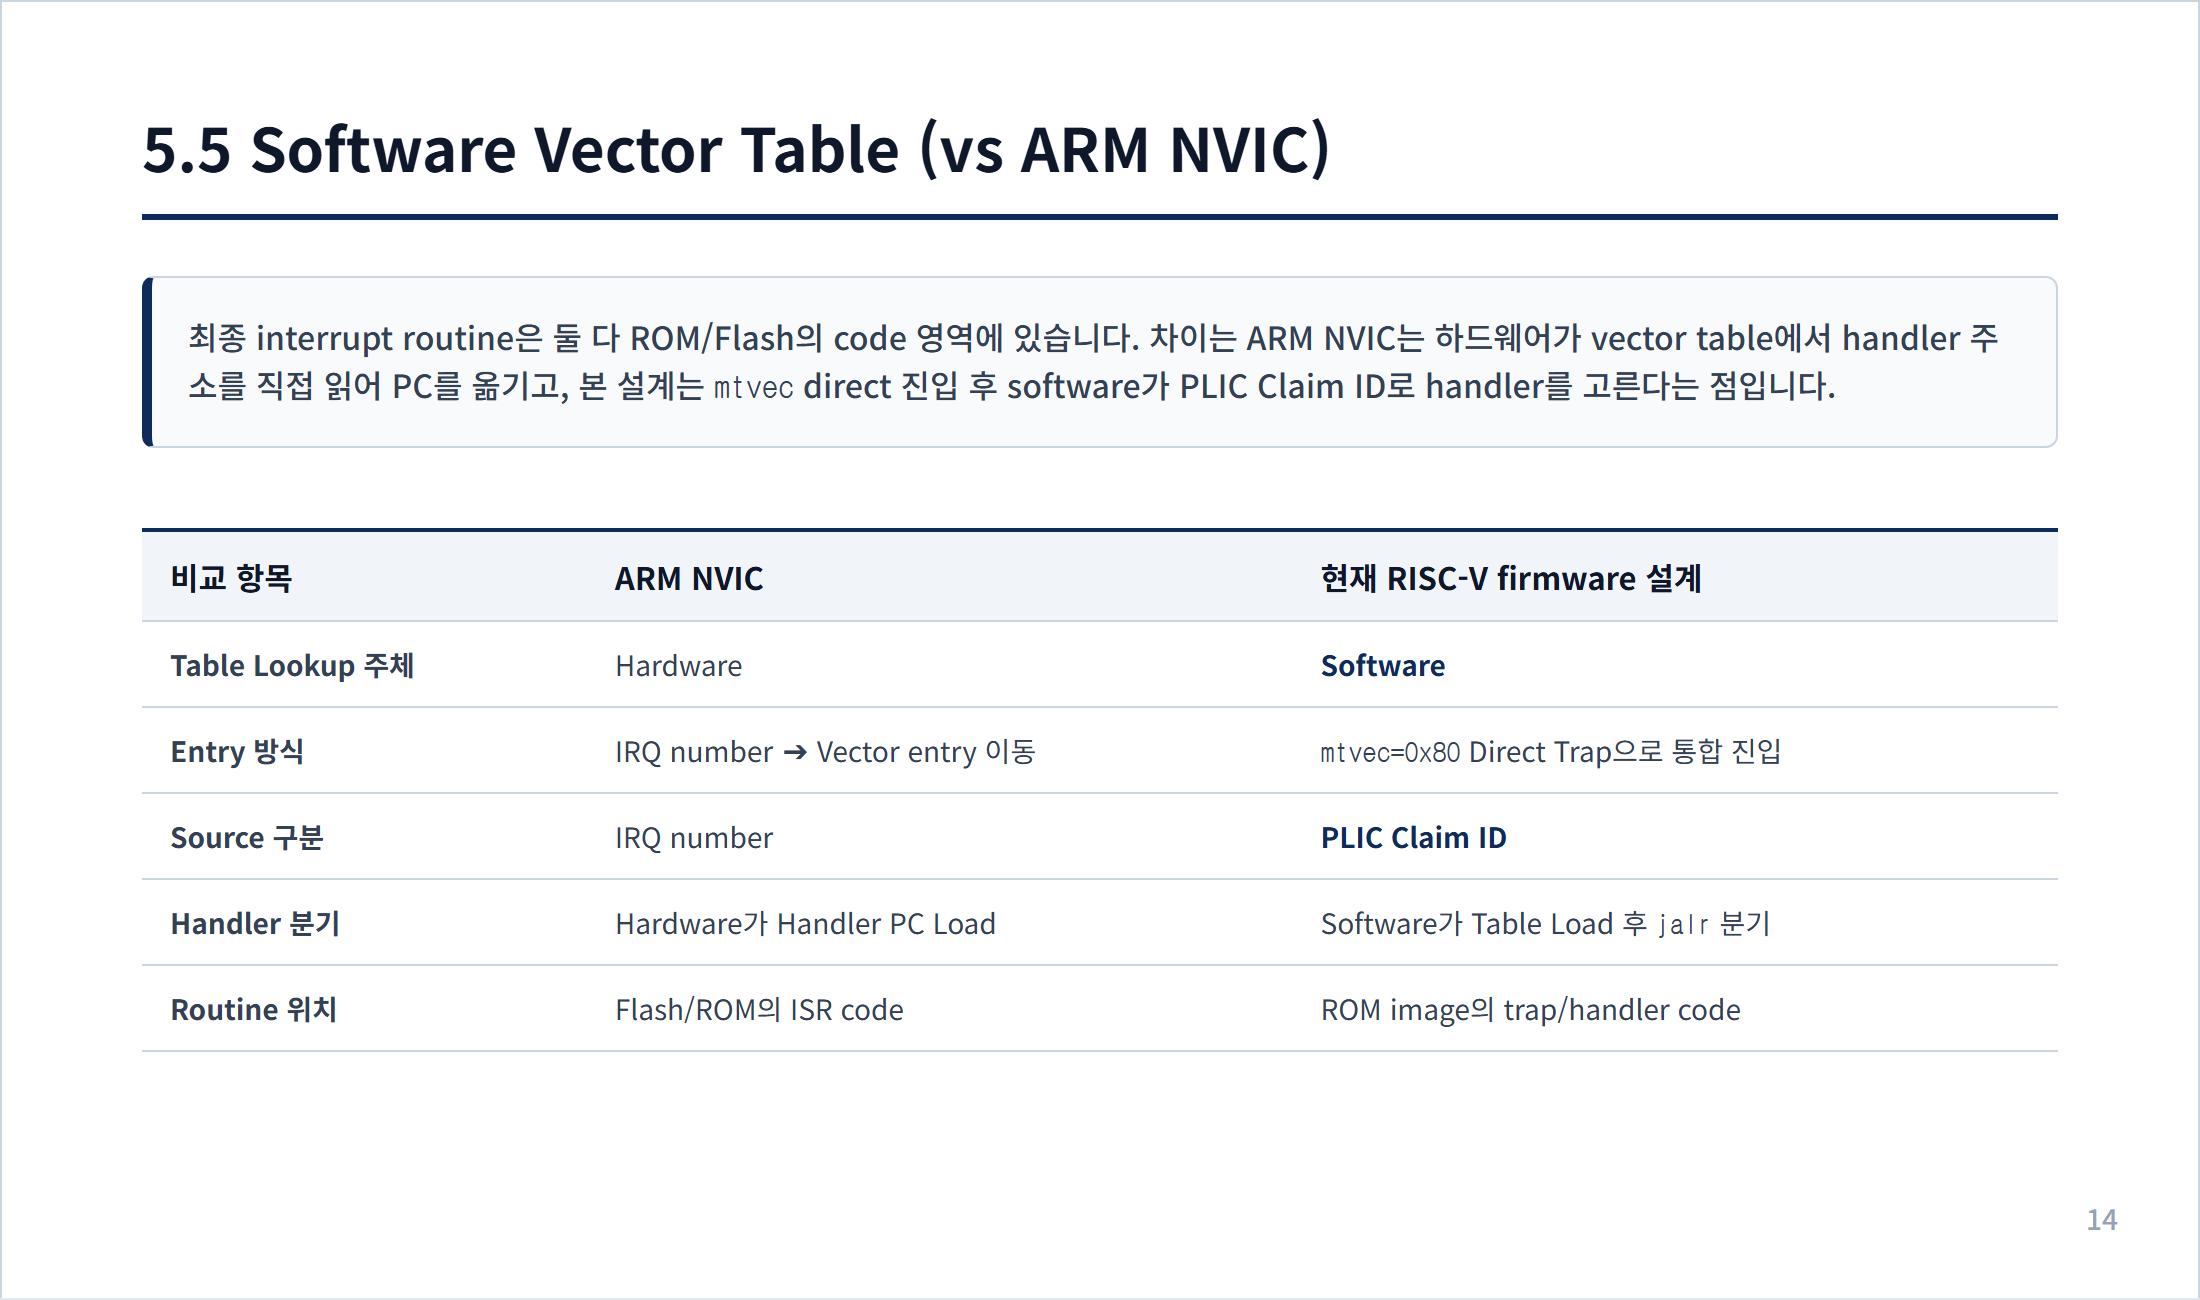 5.5 Software Vector Table (vs ARM NVIC)
최종 interrupt routine은 둘 다 ROM/Flash의 code 영역에 있습니다. 차이는 ARM NVIC는 하드웨어가 vector table에서 handler 주
소를 직접 읽어 PC를 옮기고, 본 설계는 mtvec direct 진입 후 software가 PLIC Claim ID로 handler를 고른다는 점입니다.
비교 항목 ARM NVIC 현재 RISC-V firmware 설계
Table Lookup 주체 Hardware Software
Entry 방식 IRQ number ➔ Vector entry 이동 mtvec=0x80 Direct Trap으로 통합 진입
Source 구분 IRQ number PLIC Claim ID
Handler 분기 Hardware가 Handler PC Load Software가 Table Load 후 jalr 분기
Routine 위치 Flash/ROM의 ISR code ROM image의 trap/handler code
14